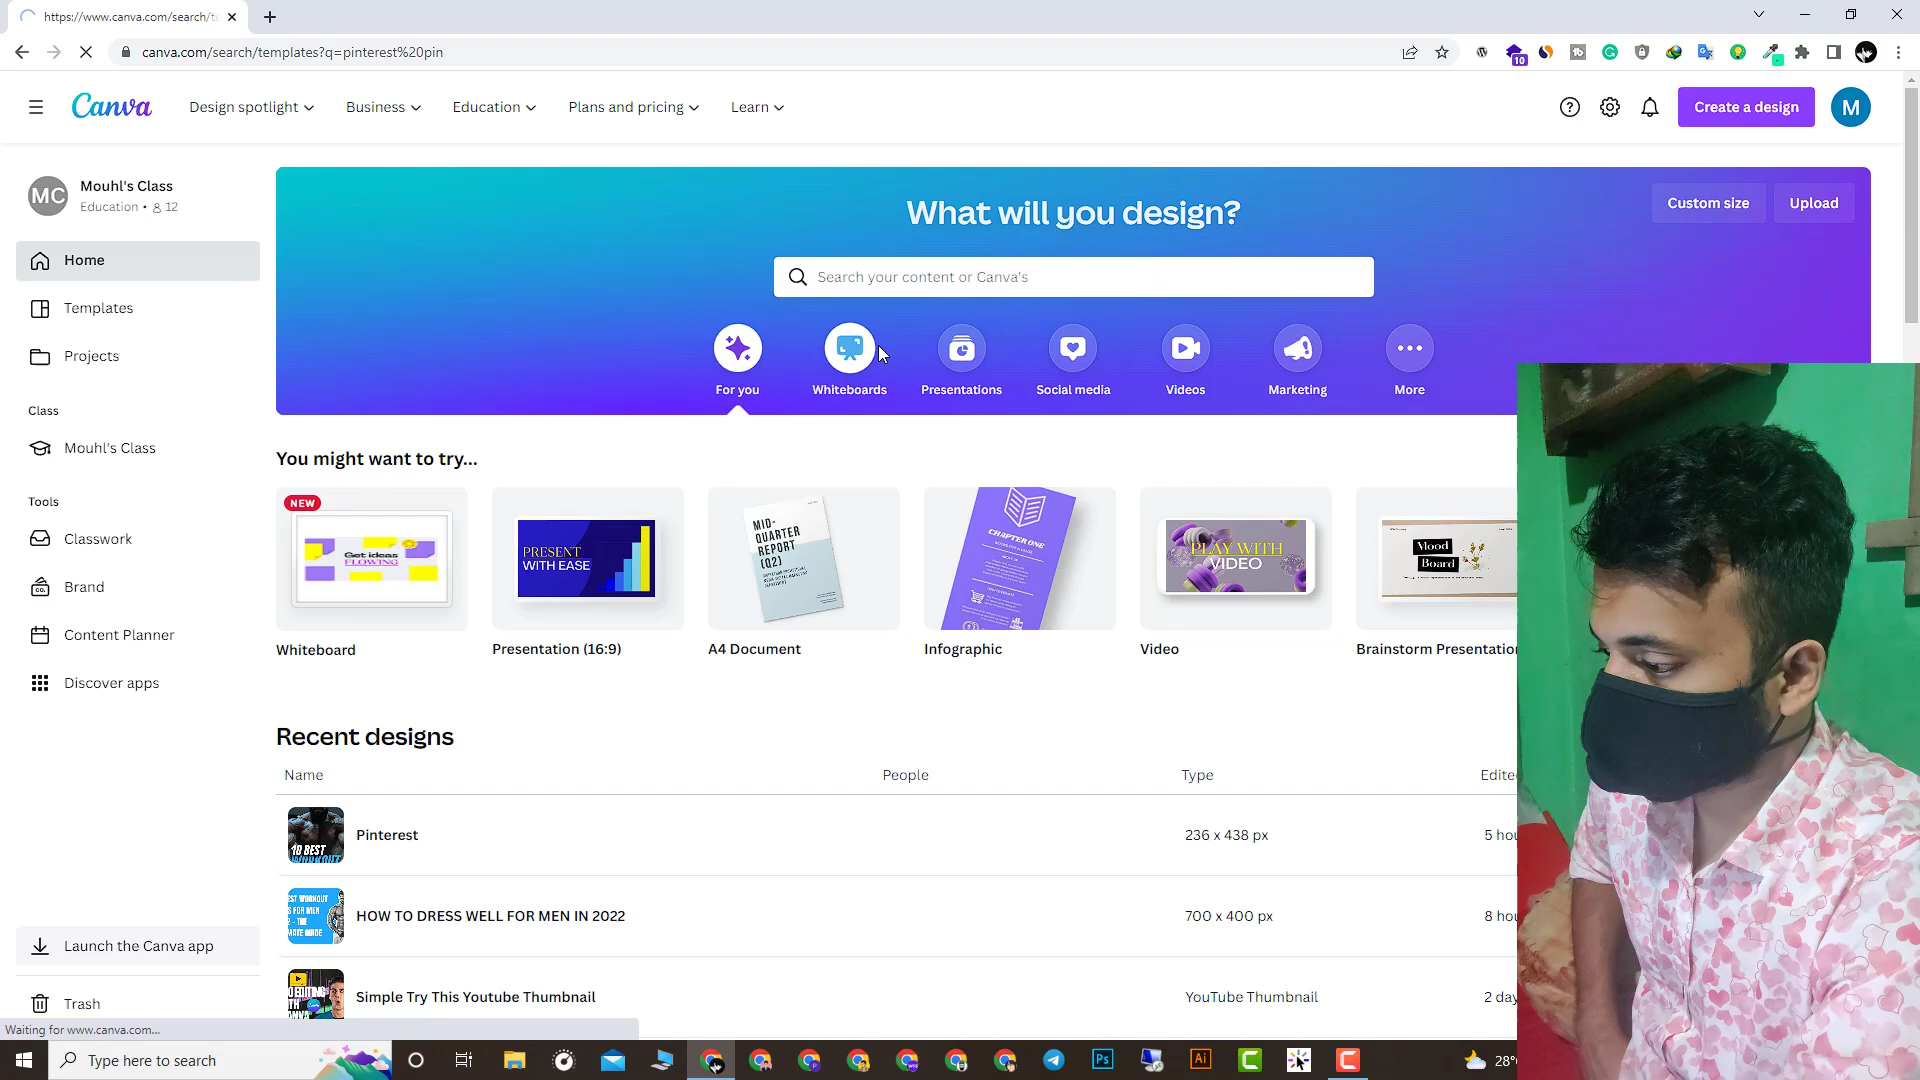 https://www.canva.com/search/te
canva.com/search/templates?q=pinterest%20pin
10
Canva
Design spotlight
Business
Education
Plans and pricing
Learn
Create a design
M
MC
Mouhl's Class
Education • 12
Home
Templates
Projects
Class
Mouhl's Class
Tools
Classwork
Brand
Content Planner
Discover apps
Launch the Canva app
Trash
What will you design?
Custom size
Upload
Search your content or Canva's
For you
Whiteboards
Presentations
Social media
Videos
Marketing
More
You might want to try...
NEW
Get ideas
FLOWING
PRESENT
WITH EASE
MID-
QUARTER
REPORT
(Q2)
CHAPTER ONE
PLAY WITH
VIDEO
Mood
Board
Whiteboard
Presentation (16:9)
A4 Document
Infographic
Video
Brainstorm Presentation
Recent designs
Name
People
Type
Edite
10 BEST
WORKOUT
Pinterest
236 x 438 px
5 hou
HOW TO DRESS WELL FOR MEN IN 2022
700 x 400 px
8 hou
Simple Try This Youtube Thumbnail
YouTube Thumbnail
2 day
Waiting for www.canva.com...
Type here to search
Ps
Ai
28°